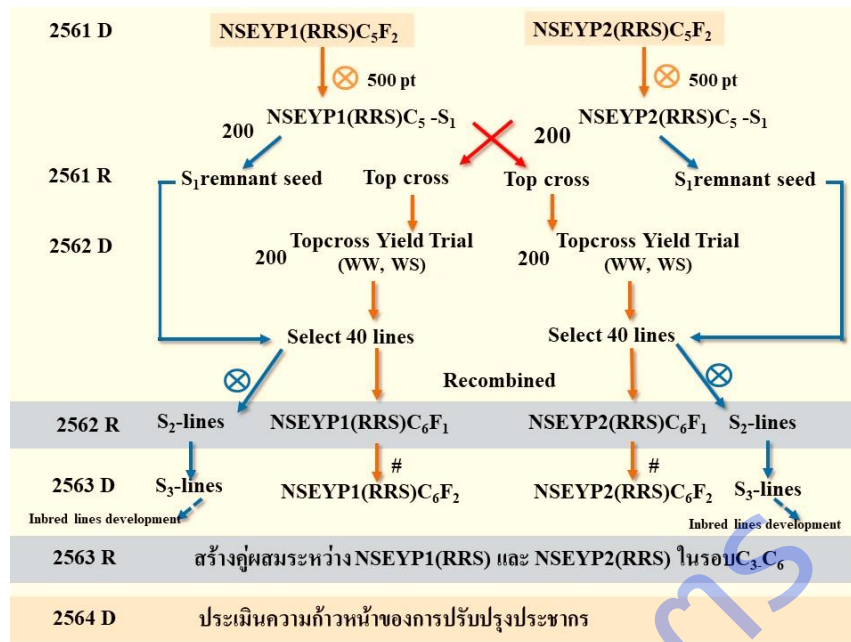 2561 D NSEYP1(RRS)C₅F₂ NSEYP2(RRS)C₅F₂
500 pt 500 pt
200 NSEYP1(RRS)C₅ -S₁ 200 NSEYP2(RRS)C₅ -S₁
2561 R S₁remnant seed Top cross Top cross S₁remnant seed
2562 D Topcross Yield Trial Topcross Yield Trial
200 (WW, WS) 200 (WW, WS)
Select 40 lines Select 40 lines
Recombined
2562 R S₂-lines NSEYP1(RRS)C₆F₁ NSEYP2(RRS)C₆F₁ S₂-lines
# #
2563 D S₃-lines NSEYP1(RRS)C₆F₂ NSEYP2(RRS)C₆F₂ S₃-lines
Inbred lines development Inbred lines development
2563 R สร้างคู่ผสมระหว่าง NSEYP1(RRS) และ NSEYP2(RRS) ในรอบC₃-C₆
2564 D ประเมินความก้าวหน้าของการปรับปรุงประชากร